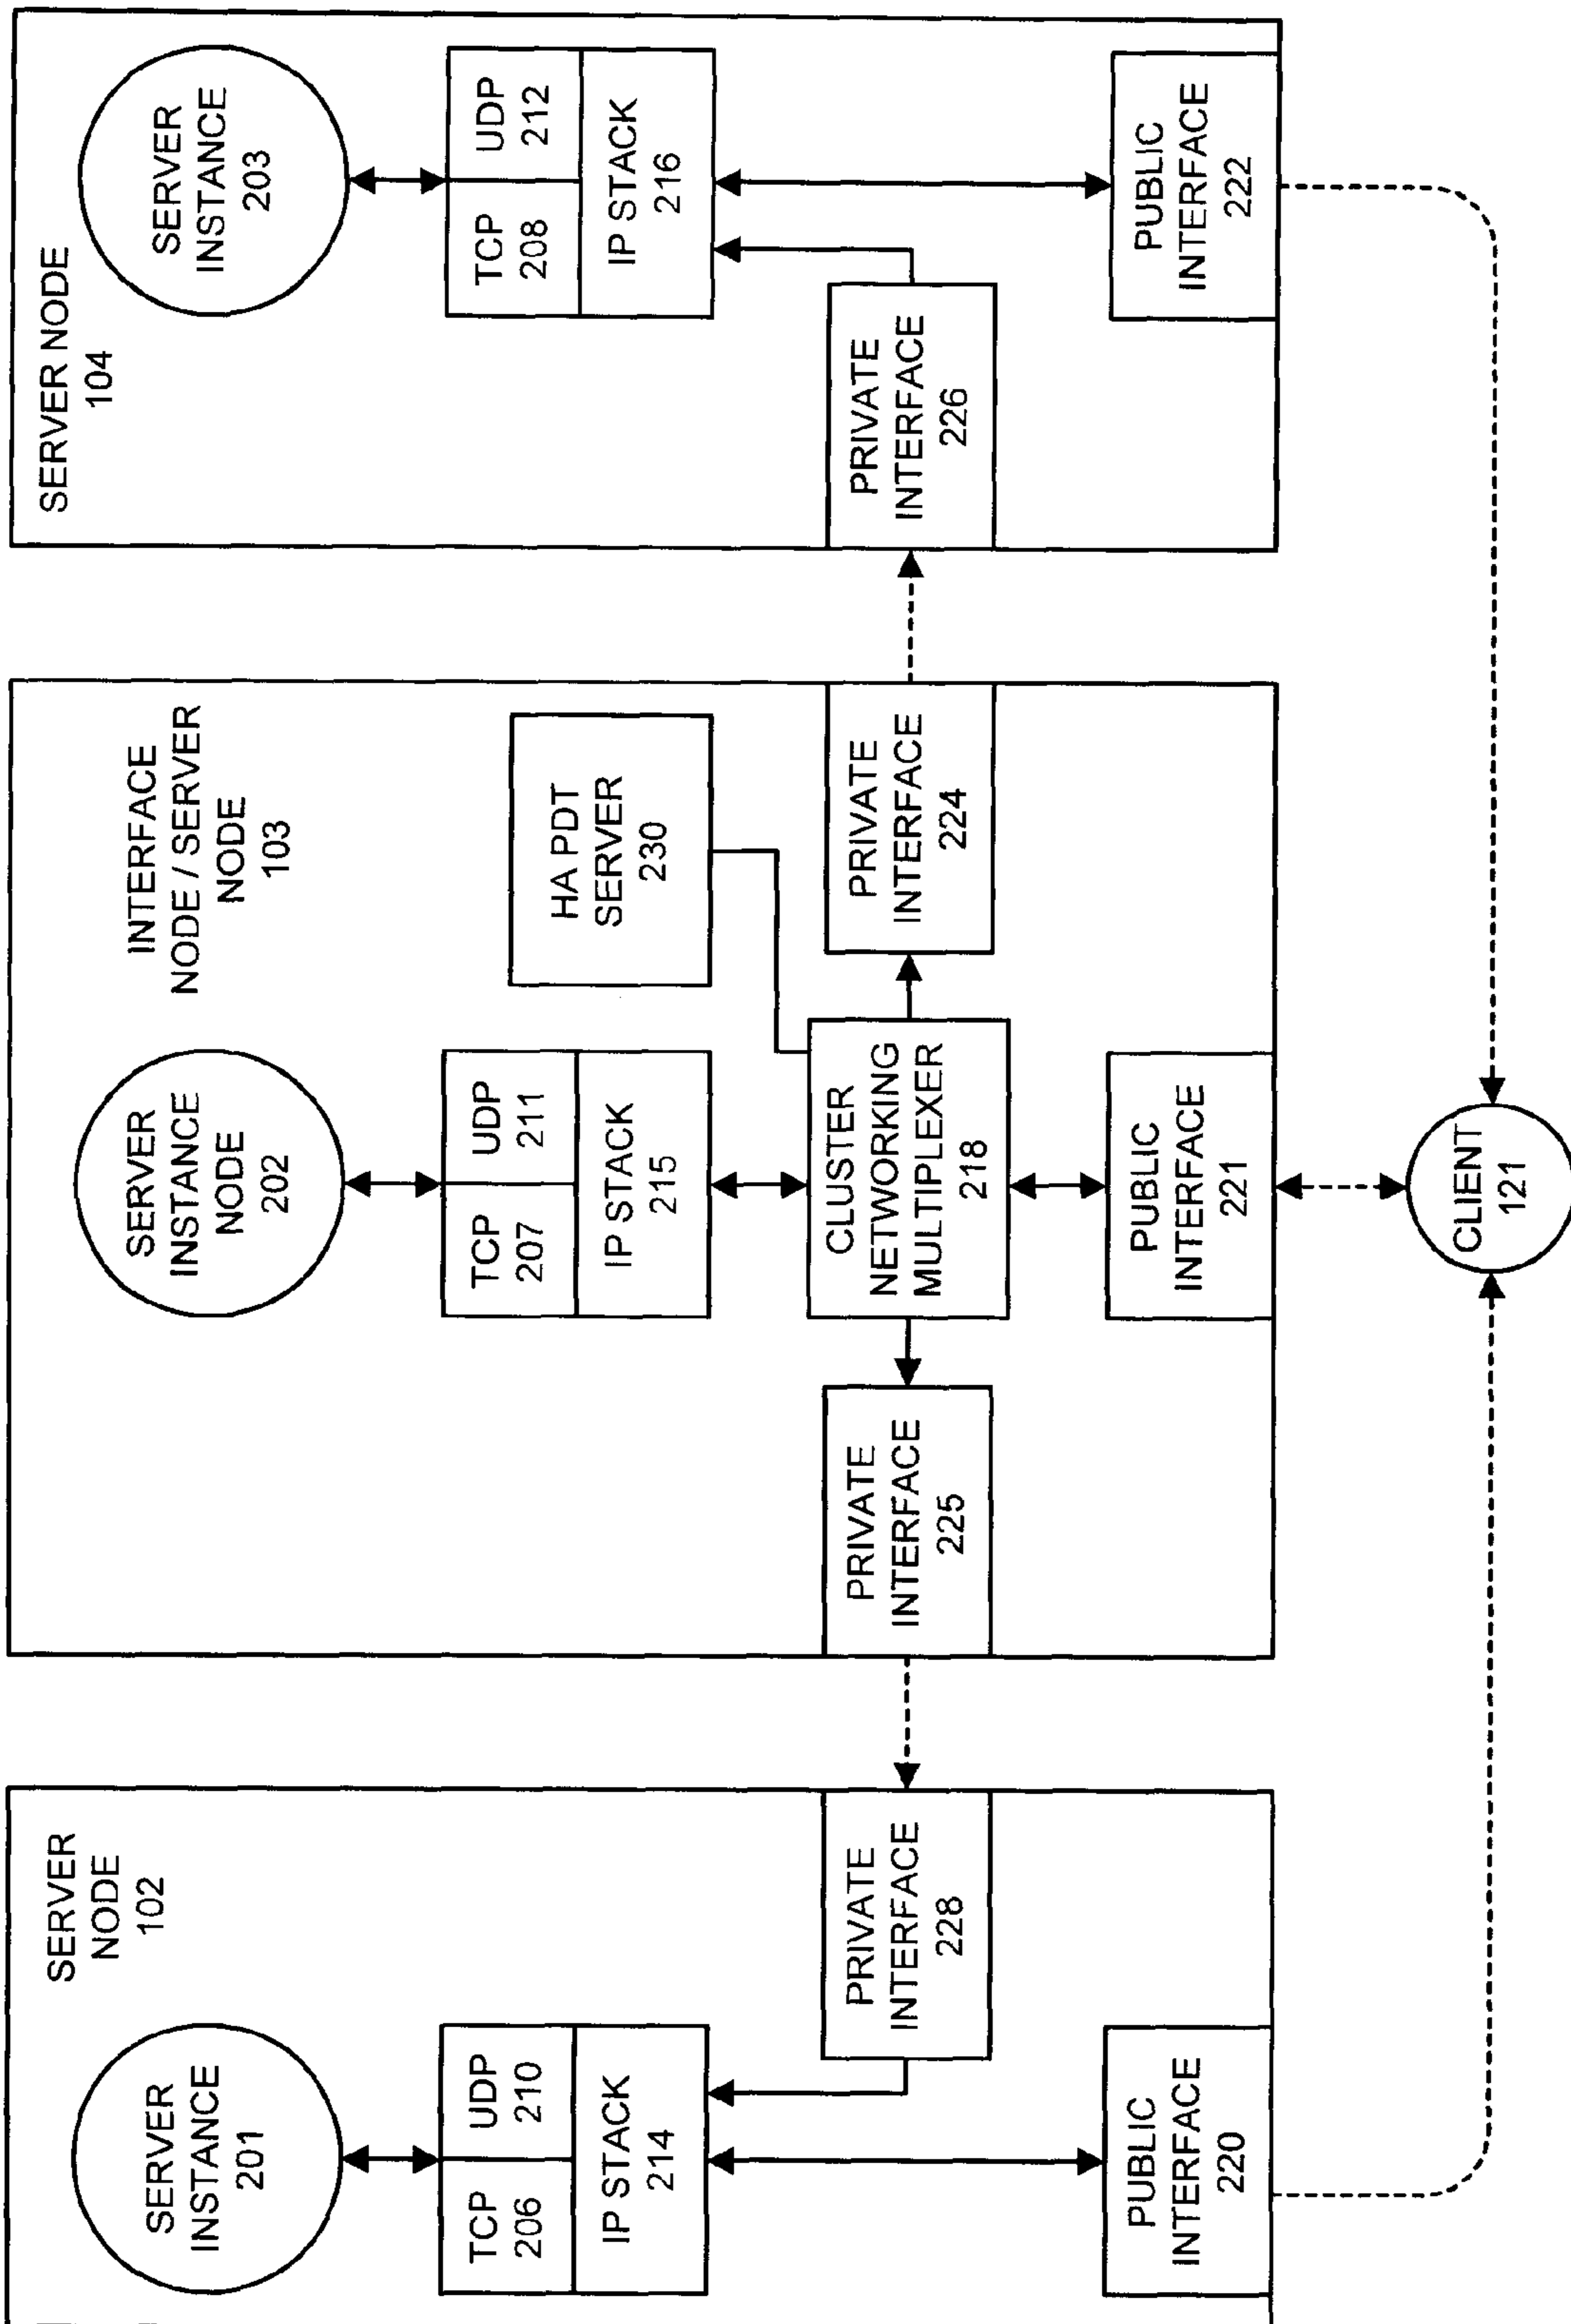 SERVER
NODE
102
SERVER
INSTANCE
201
TCP
206
UDP
210
IP STACK
214
PRIVATE
INTERFACE
228
PUBLIC
INTERFACE
220
INTERFACE
NODE / SERVER
NODE
103
SERVER
INSTANCE
NODE
202
TCP
207
UDP
211
IP STACK
215
HA PDT
SERVER
230
PRIVATE
INTERFACE
225
CLUSTER
NETWORKING
MULTIPLEXER
218
PRIVATE
INTERFACE
224
PUBLIC
INTERFACE
221
SERVER NODE
104
SERVER
INSTANCE
203
TCP
208
UDP
212
IP STACK
216
PRIVATE
INTERFACE
226
PUBLIC
INTERFACE
222
CLIENT
121